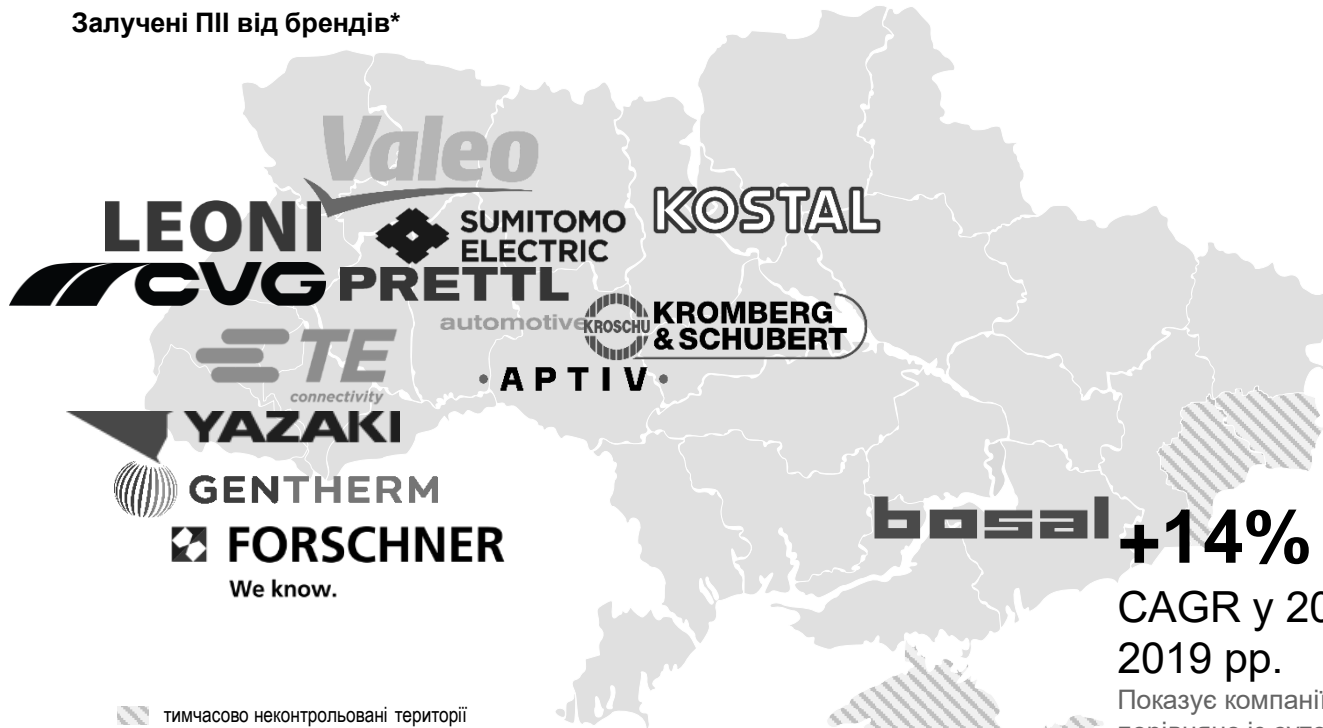 Залучені ПІІ від брендів*
Valeo
LEONI
SUMITOMO
ELECTRIC
KOSTAL
CVG
PRETTL
automotive
KROSCHU
KROMBERG
& SCHUBERT
TE
connectivity
· APTIV ·
YAZAKI
GENTHERM
bosal
FORSCHNER
We know.
+14%
CAGR у 20
2019 рр.
Показує компанії
тимчасово неконтрольовані території